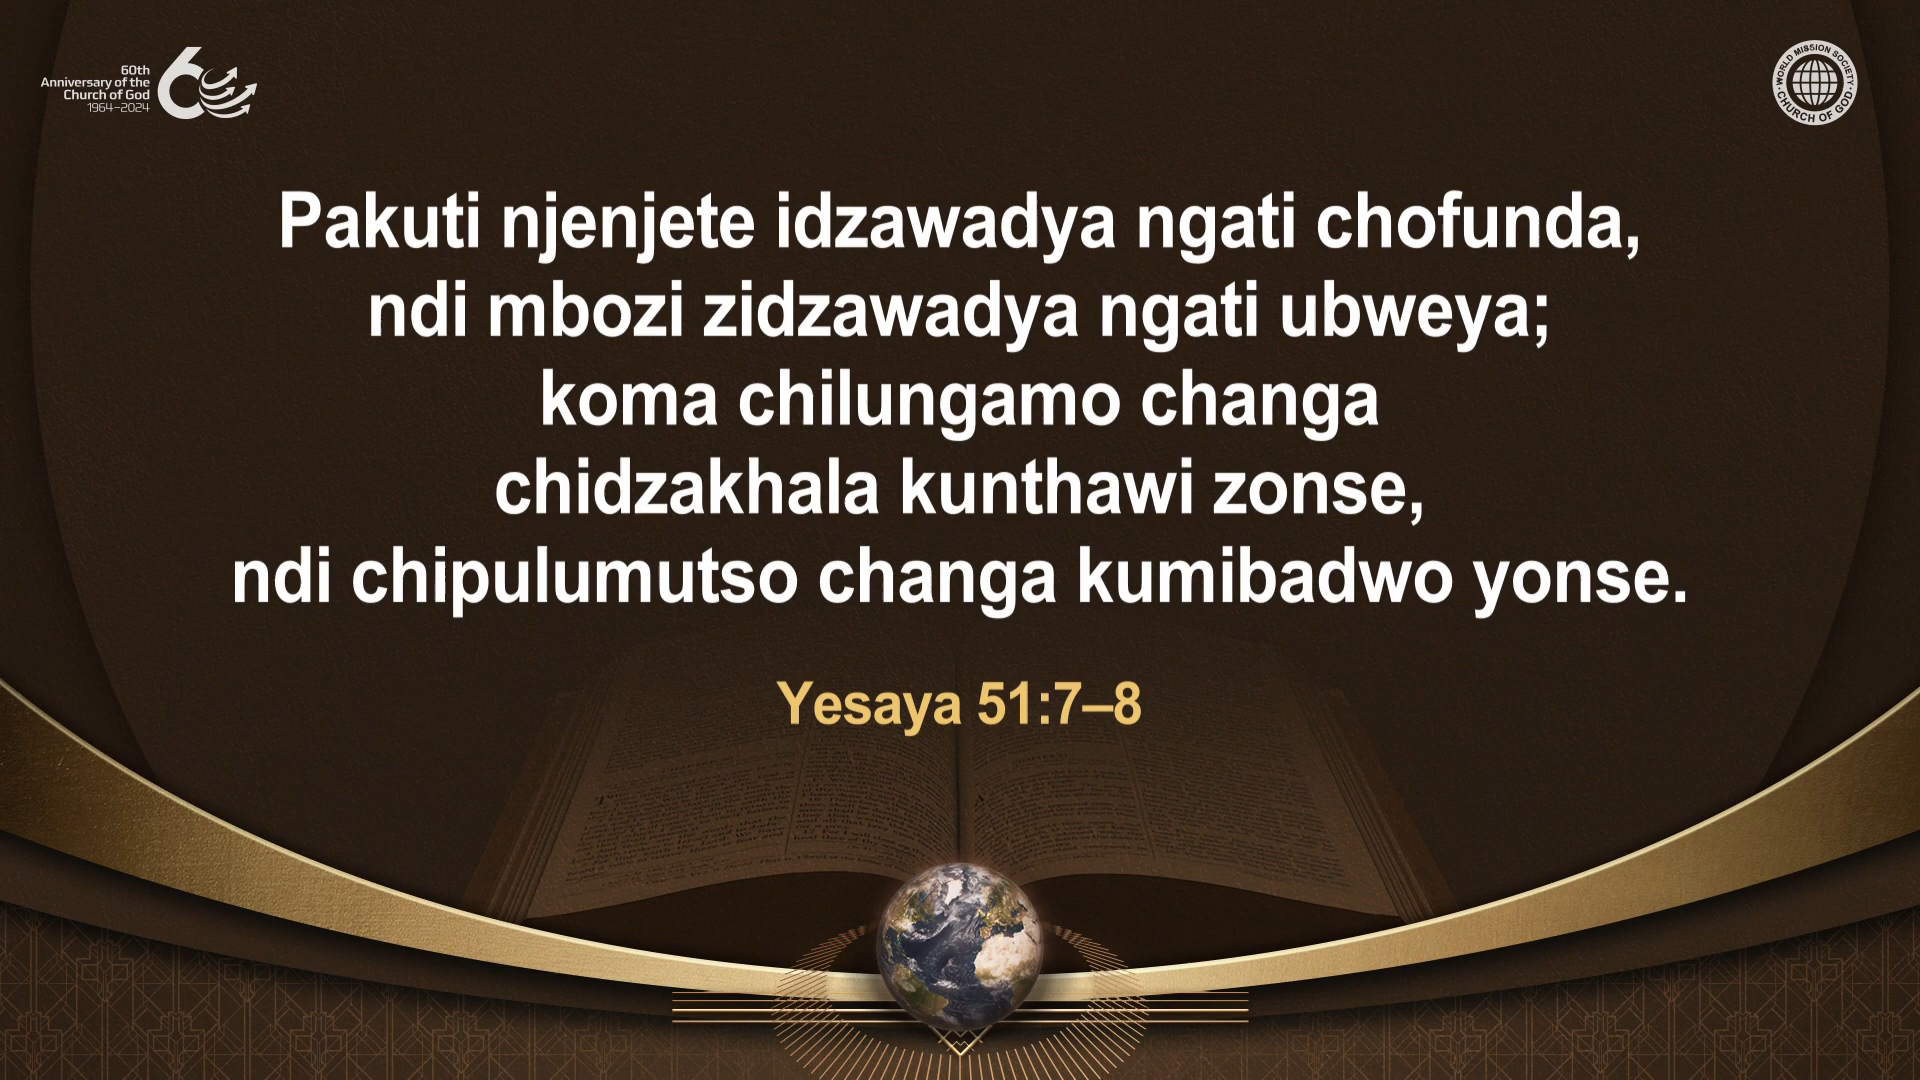 60th
Anniversary of the
Church of God
1964–2024
60
WORLD MISSION SOCIETY
CHURCH OF GOD
Pakuti njenjete idzawadya ngati chofunda,
ndi mbozi zidzawadya ngati ubweya;
koma chilungamo changa
chidzakhala kunthawi zonse,
ndi chipulumutso changa kumibadwo yonse.
Yesaya 51:7–8